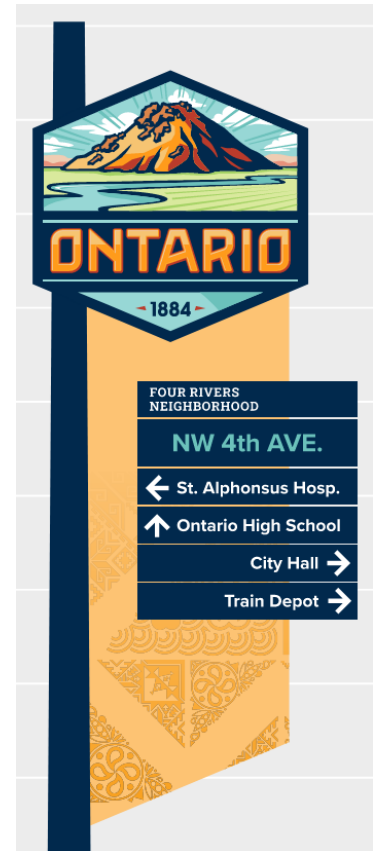 ONTARIO
- 1884 -
FOUR RIVERS
NEIGHBORHOOD
NW 4th AVE.
← St. Alphonsus Hosp.
↑ Ontario High School
City Hall →
Train Depot →